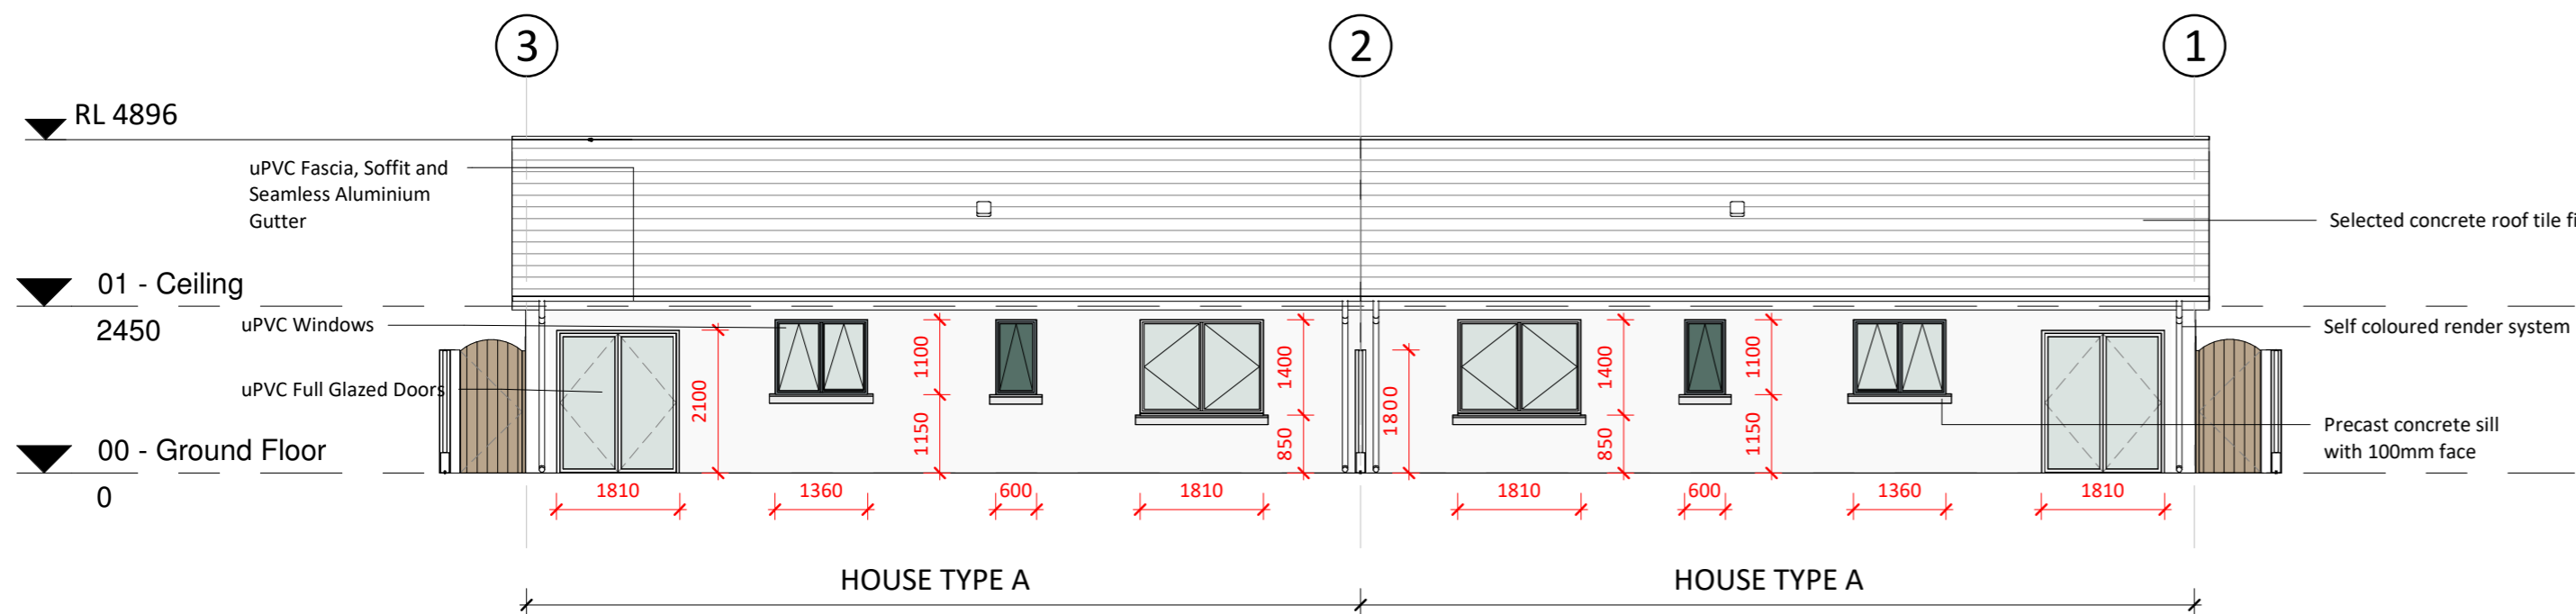 3
2
1
RL 4896
uPVC Fascia, Soffit and
Seamless Aluminium
Gutter
Selected concrete roof tile
01 - Ceiling
2450
uPVC Windows
Self coloured render system
uPVC Full Glazed Doors
2100
1100
1150
1400
850
1800
1400
850
1100
1150
Precast concrete sill
with 100mm face
00 - Ground Floor
0
1810
1360
600
1810
1810
600
1360
1810
HOUSE TYPE A
HOUSE TYPE A